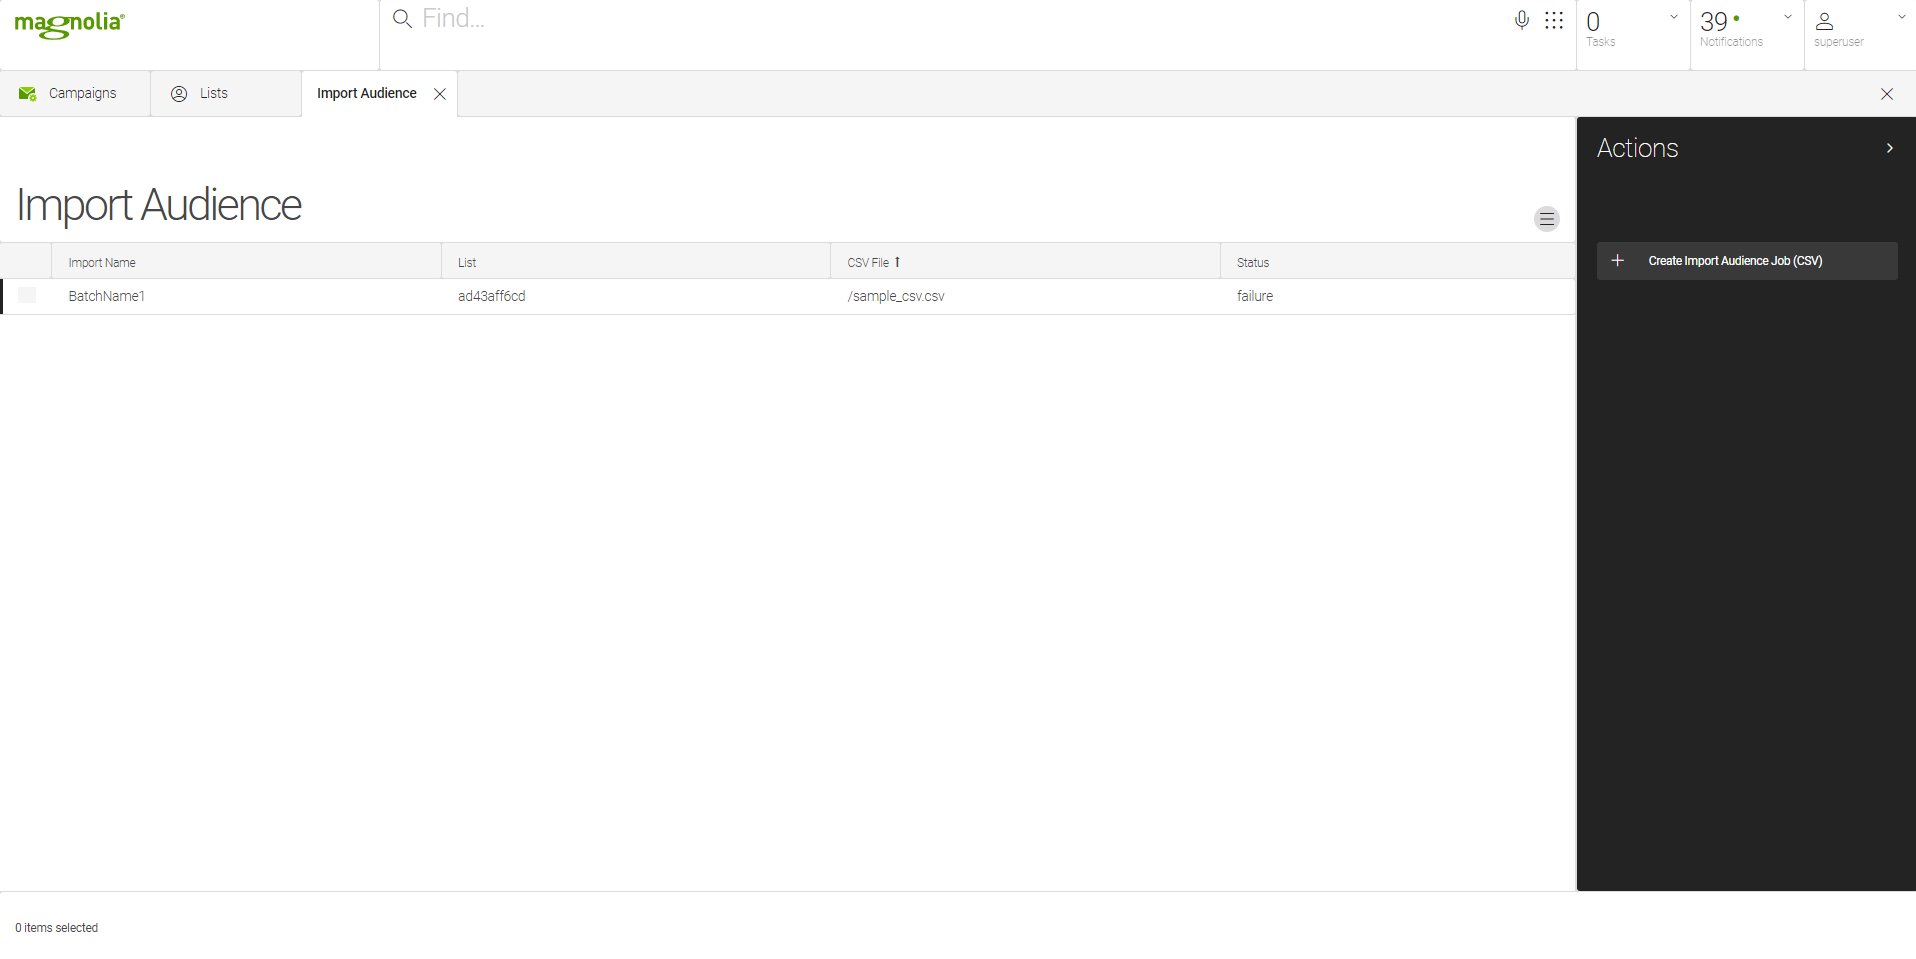 magnolia®
Find...
0
Tasks
39
Notifications
superuser
Campaigns
Lists
Import Audience
Actions
Import Audience
Create Import Audience Job (CSV)
Import Name
List
CSV File
Status
BatchName1
ad43aff6cd
/sample_csv.csv
failure
0 items selected